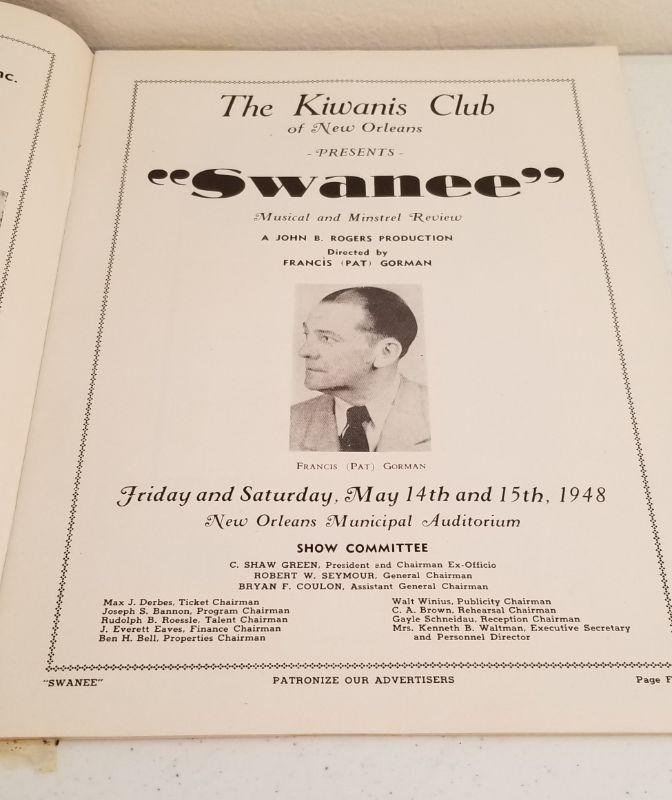 nc.
The Kiwanis Club
of New Orleans
- PRESENTS -
“Swanee”
Musical and Minstrel Review
A JOHN B. ROGERS PRODUCTION
Directed by
FRANCIS (PAT) GORMAN
FRANCIS (PAT) GORMAN
Friday and Saturday, May 14th and 15th, 1948
New Orleans Municipal Auditorium
SHOW COMMITTEE
C. SHAW GREEN, President and Chairman Ex-Officio
ROBERT W. SEYMOUR, General Chairman
BRYAN F. COULON, Assistant General Chairman
Max J. Derbes, Ticket Chairman
Joseph S. Bannon, Program Chairman
Rudolph B. Roessle, Talent Chairman
J. Everett Eaves, Finance Chairman
Ben H. Bell, Properties Chairman
Walt Winius, Publicity Chairman
C. A. Brown, Rehearsal Chairman
Gayle Schneidau, Reception Chairman
Mrs. Kenneth B. Waltman, Executive Secretary
and Personnel Director
"SWANEE" PATRONIZE OUR ADVERTISERS Page F